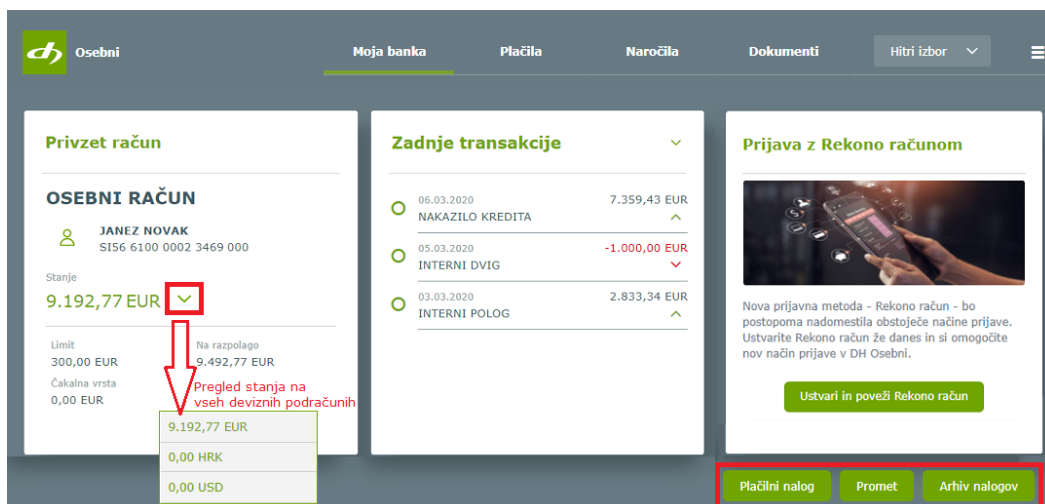 dh Osebni
Moja banka
Plačila
Naročila
Dokumenti
Hitri izbor
Privzet račun
OSEBNI RAČUN
JANEZ NOVAK
SI56 6100 0002 3469 000
Stanje
9.192,77 EUR
Limit
300,00 EUR
Na razpolago
9.492,77 EUR
Čakalna vrsta
0,00 EUR
Pregled stanja na
vseh deviznih podračunih
9.192,77 EUR
0,00 HRK
0,00 USD
Zadnje transakcije
06.03.2020
NAKAZILO KREDITA
7.359,43 EUR
05.03.2020
INTERNI DVIG
-1.000,00 EUR
03.03.2020
INTERNI POLOG
2.833,34 EUR
Prijava z Rekono računom
Nova prijavna metoda - Rekono račun - bo
postopoma nadomestila obstoječe načine prijave.
Ustvarite Rekono račun že danes in si omogočite
nov način prijave v DH Osebni.
Ustvari in poveži Rekono račun
Plačilni nalog
Promet
Arhiv nalogov